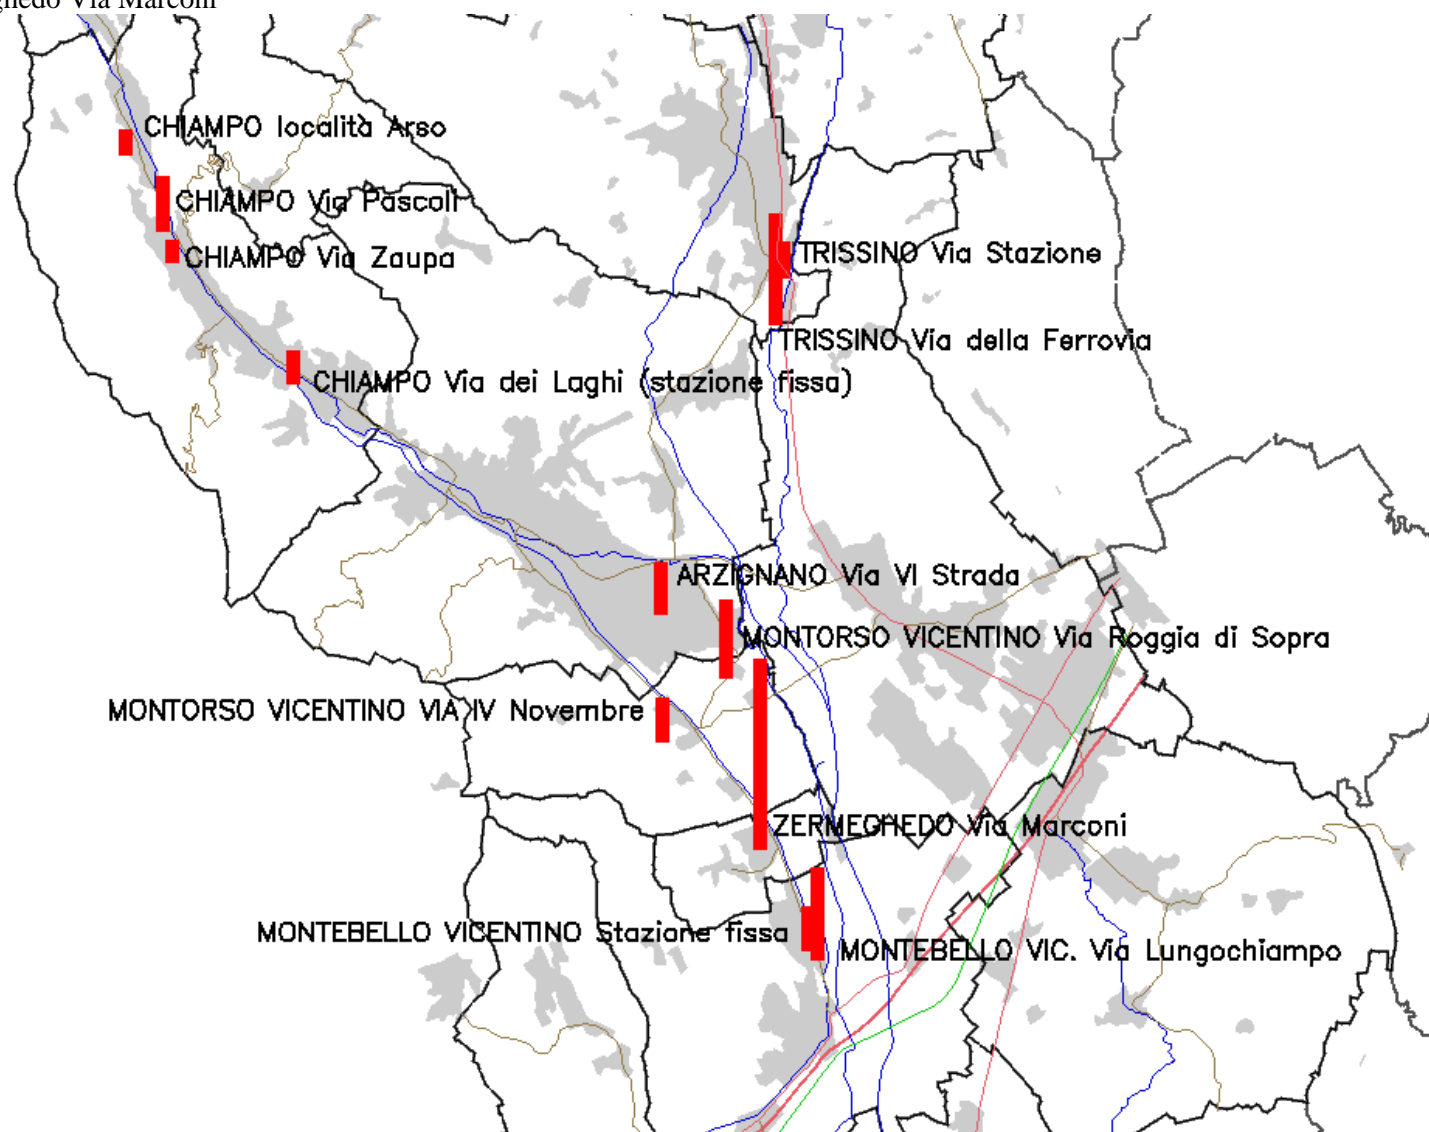 CHIAMPO località Arso
CHIAMPO Via Pascoli
CHIAMPO Via Zaupa
TRISSINO Via Stazione
TRISSINO Via della Ferrovia
CHIAMPO Via dei Laghi (stazione fissa)
ARZIGNANO Via VI Strada
MONTORSO VICENTINO Via Roggia di Sopra
MONTORSO VICENTINO VIA IV Novembre
ZERMEGHEDO Via Marconi
MONTEBELLO VICENTINO Stazione fissa
MONTEBELLO VIC. Via Lungochiampo